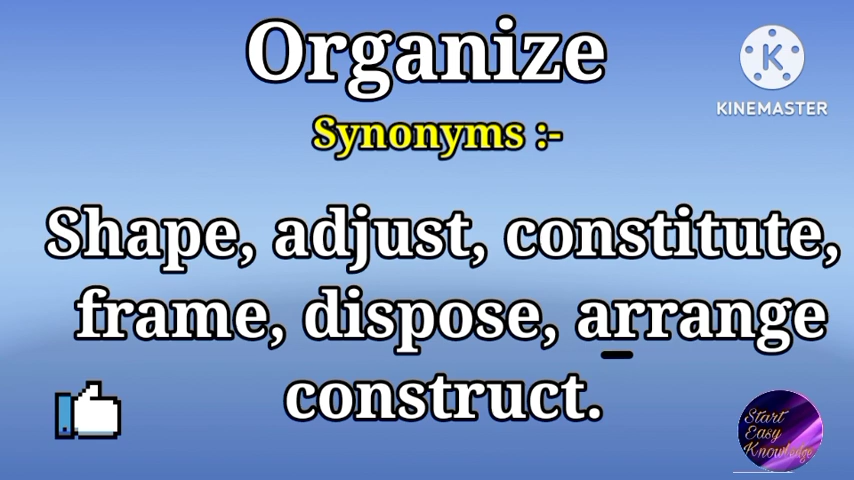 Organize
KINEMASTER
Synonyms :-
Shape, adjust, constitute,
frame, dispose, arrange
construct.
Start
Easy
Knowledge